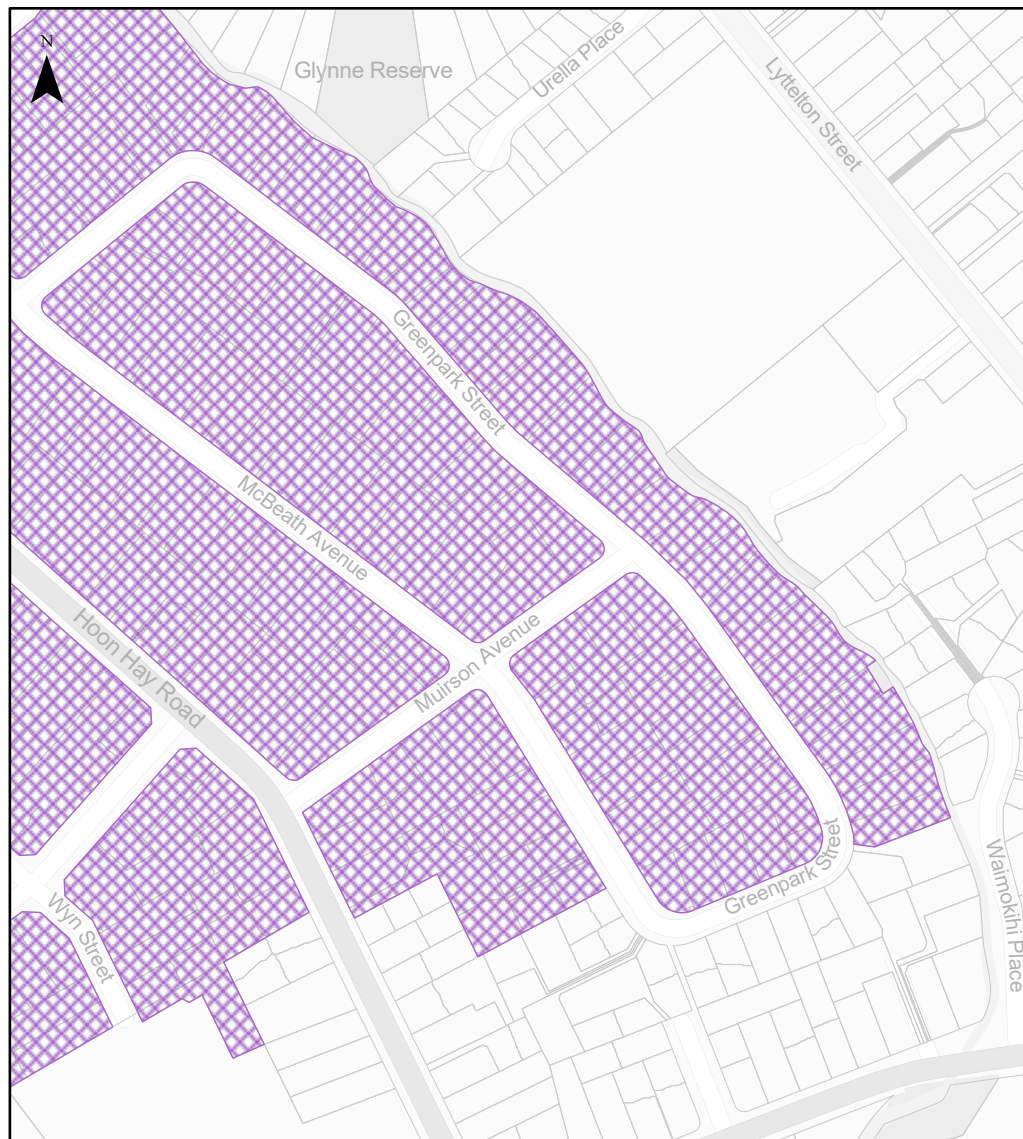 N
Glynne Reserve
Urella Place
Lyttelton Street
Greenpark Street
McBeath Avenue
Hoon Hay Road
Muirson Avenue
Greenpark Street
Wyn Street
Waimokihi Place